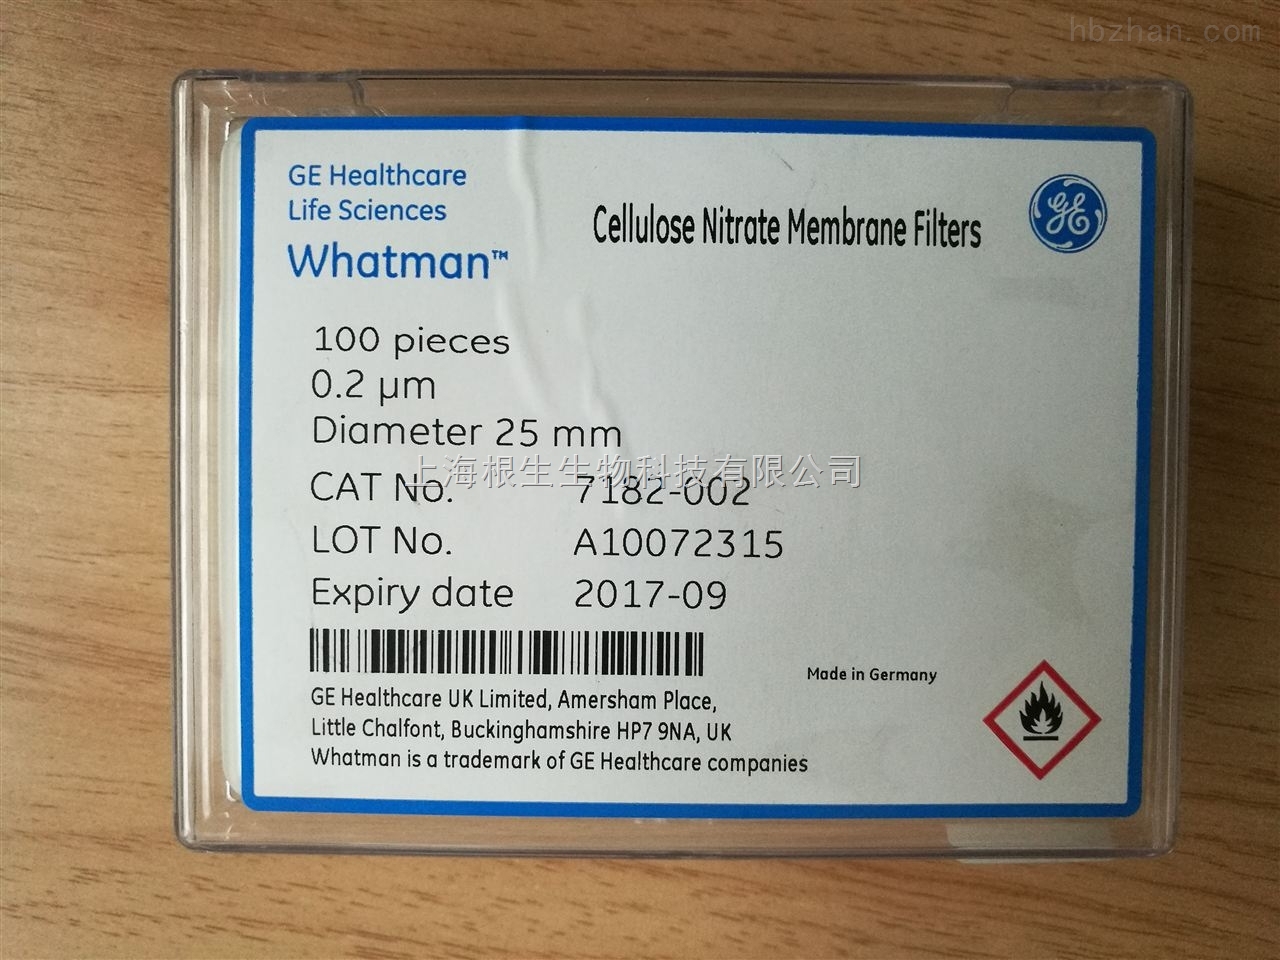 hbzhan.com
GE Healthcare
Life Sciences
Whatman™
Cellulose Nitrate Membrane Filters
GE
100 pieces
0.2 µm
Diameter 25 mm
上海根生生物科技有限公司
CAT No. 7182-002
LOT No. A10072315
Expiry date 2017-09
Made in Germany
GE Healthcare UK Limited, Amersham Place,
Little Chalfont, Buckinghamshire HP7 9NA, UK
Whatman is a trademark of GE Healthcare companies